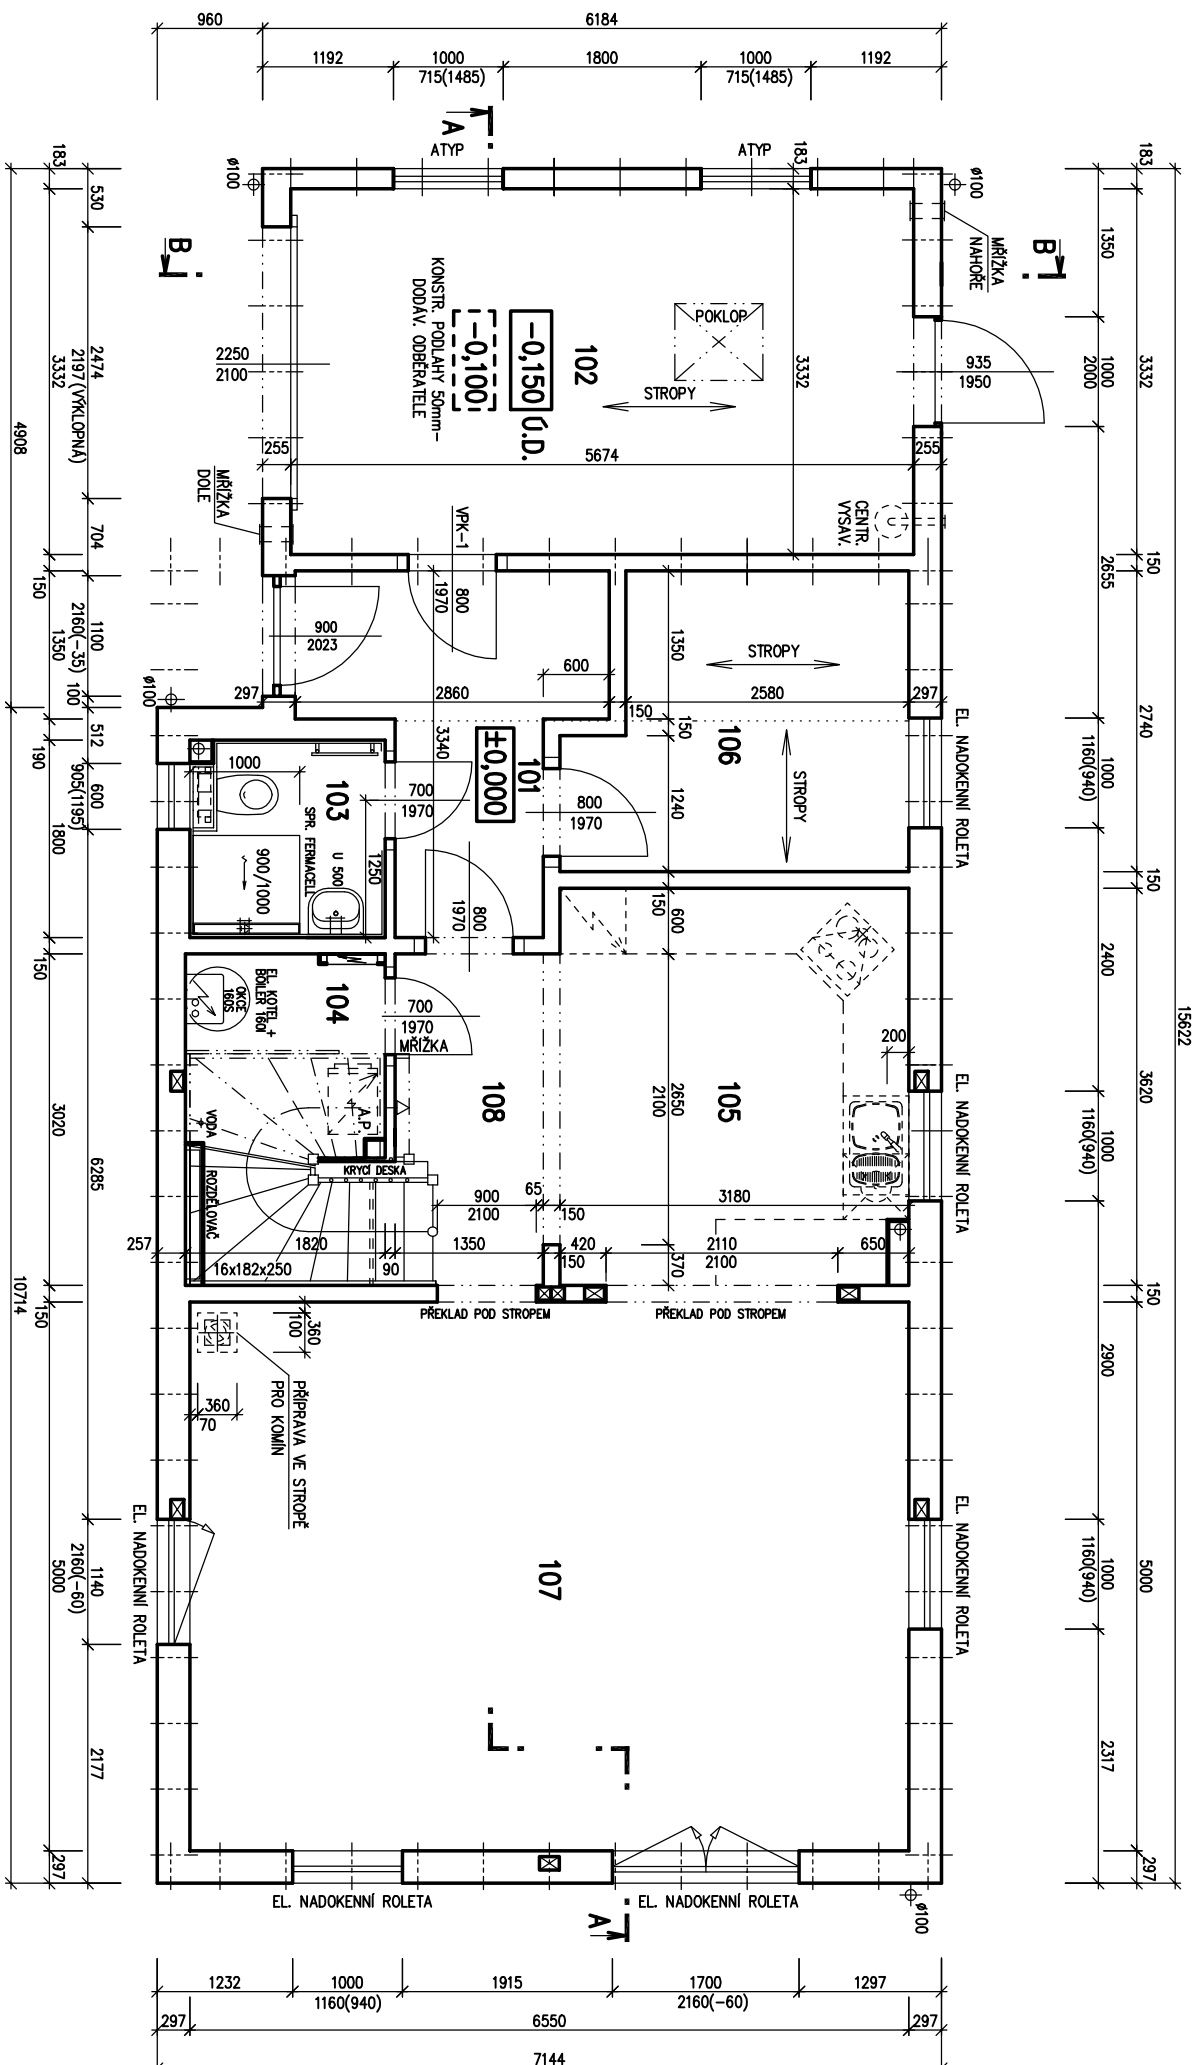 960
6184
1192
1000
715(1485)
1800
1000
715(1485)
1192
A
ATYP
ATYP
183
183
183
ø100
ø100
530
1350
B
B
MŘÍŽKA
NAHOŘE
15622
3332
1000
2000
935
1950
POKLOP
STROPY
3332
102
-0,150
Ú.D.
-0,100
KONSTR. PODLAHY 50mm-
DODÁV. ODBĚRATELE
2250
2100
2474
2197(VÝKLOPNÁ)
3332
4908
255
5674
255
MŘÍŽKA
DOLE
VPK-1
CENTR.
VYSAV.
704
150
150
2655
800
1970
900
2023
1100
2160(-35)
1350
100
150
1350
600
STROPY
297
2860
150
2580
297
ø100
EL. NADOKENNÍ ROLETA
2740
1000
1160(940)
3340
±0,000
101
150
106
STROPY
1240
512
190
600
905(1195)
1800
1000
103
SPR. FERMACELL
U 500
1250
900/1000
700
1970
800
1970
800
1970
150
150
600
2400
150
EL. KOTEL +
BOILER 160l
OKCE
160S
104
700
1970
MŘÍŽKA
A.P.
108
105
2650
2100
200
EL. NADOKENNÍ ROLETA
3620
1000
1160(940)
3020
6285
VODA
ROZDĚLOVAČ
KRYCÍ DESKA
900
2100
65
150
3180
257
1820
16x182x250
90
1350
420
150
370
2110
2100
650
10714
150
150
PŘEKLAD POD STROPEM
PŘEKLAD POD STROPEM
360
100
360
70
PŘÍPRAVA VE STROPĚ
PRO KOMÍN
2900
EL. NADOKENNÍ ROLETA
EL. NADOKENNÍ ROLETA
107
1140
2160(-60)
5000
5000
1000
1160(940)
2177
2317
297
297
EL. NADOKENNÍ ROLETA
EL. NADOKENNÍ ROLETA
A
ø100
1232
1000
1160(940)
1915
1700
2160(-60)
1297
297
6550
297
7144